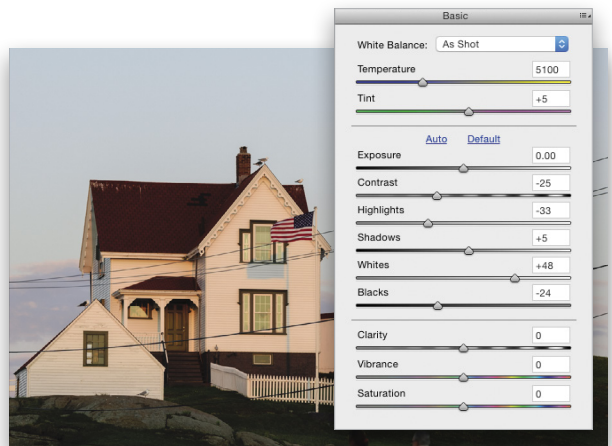 Basic
White Balance: As Shot
Temperature 5100
Tint +5
Auto Default
Exposure 0.00
Contrast -25
Highlights -33
Shadows +5
Whites +48
Blacks -24
Clarity 0
Vibrance 0
Saturation 0